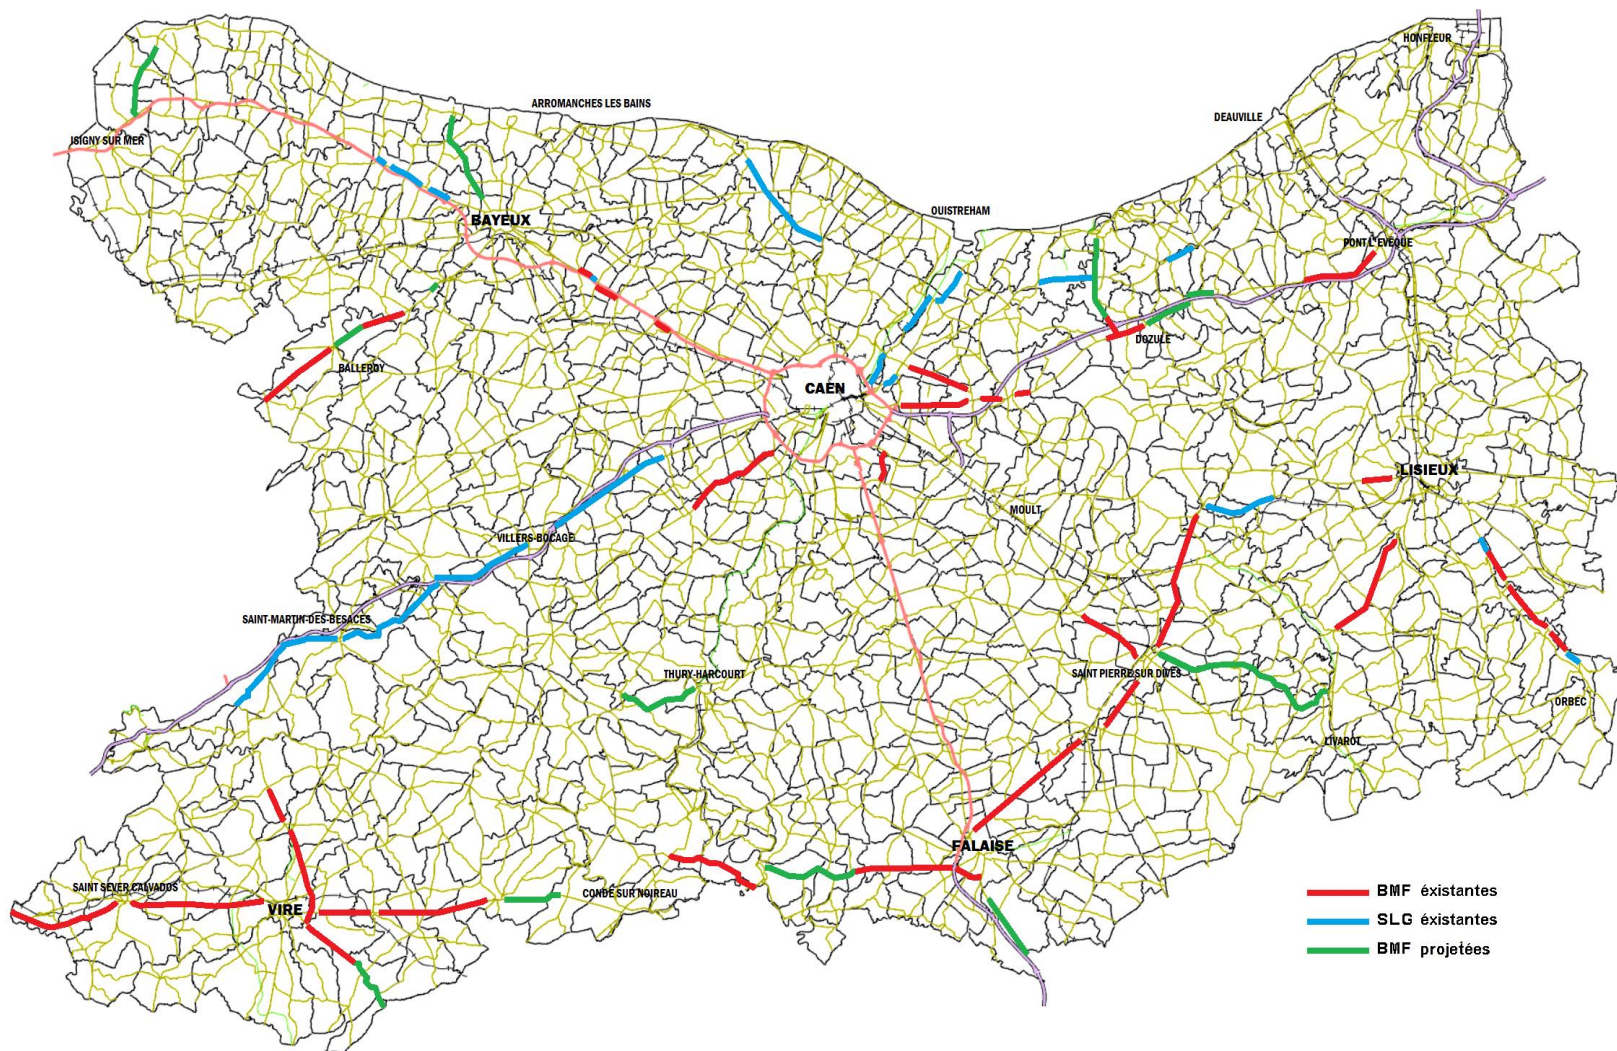 HONFLEUR
ARROMANCHES LES BAINS
DEAUVILLE
ISIGNY SUR MER
OUISTREHAM
BAYEUX
PONT L'EVEQUE
DOZULE
BALLEROY
CAEN
LISIEUX
MOULT
VILLERS-BOCAGE
SAINT-MARTIN-DES-BESACES
THURY-HARCOURT
SAINT PIERRE SUR DIVES
ORBEC
LIVAROT
FALAISE
SAINT SEVER CALVADOS
CONDÉ SUR NOIREAU
VIRE
BMF éxistantes
SLG éxistantes
BMF projetées